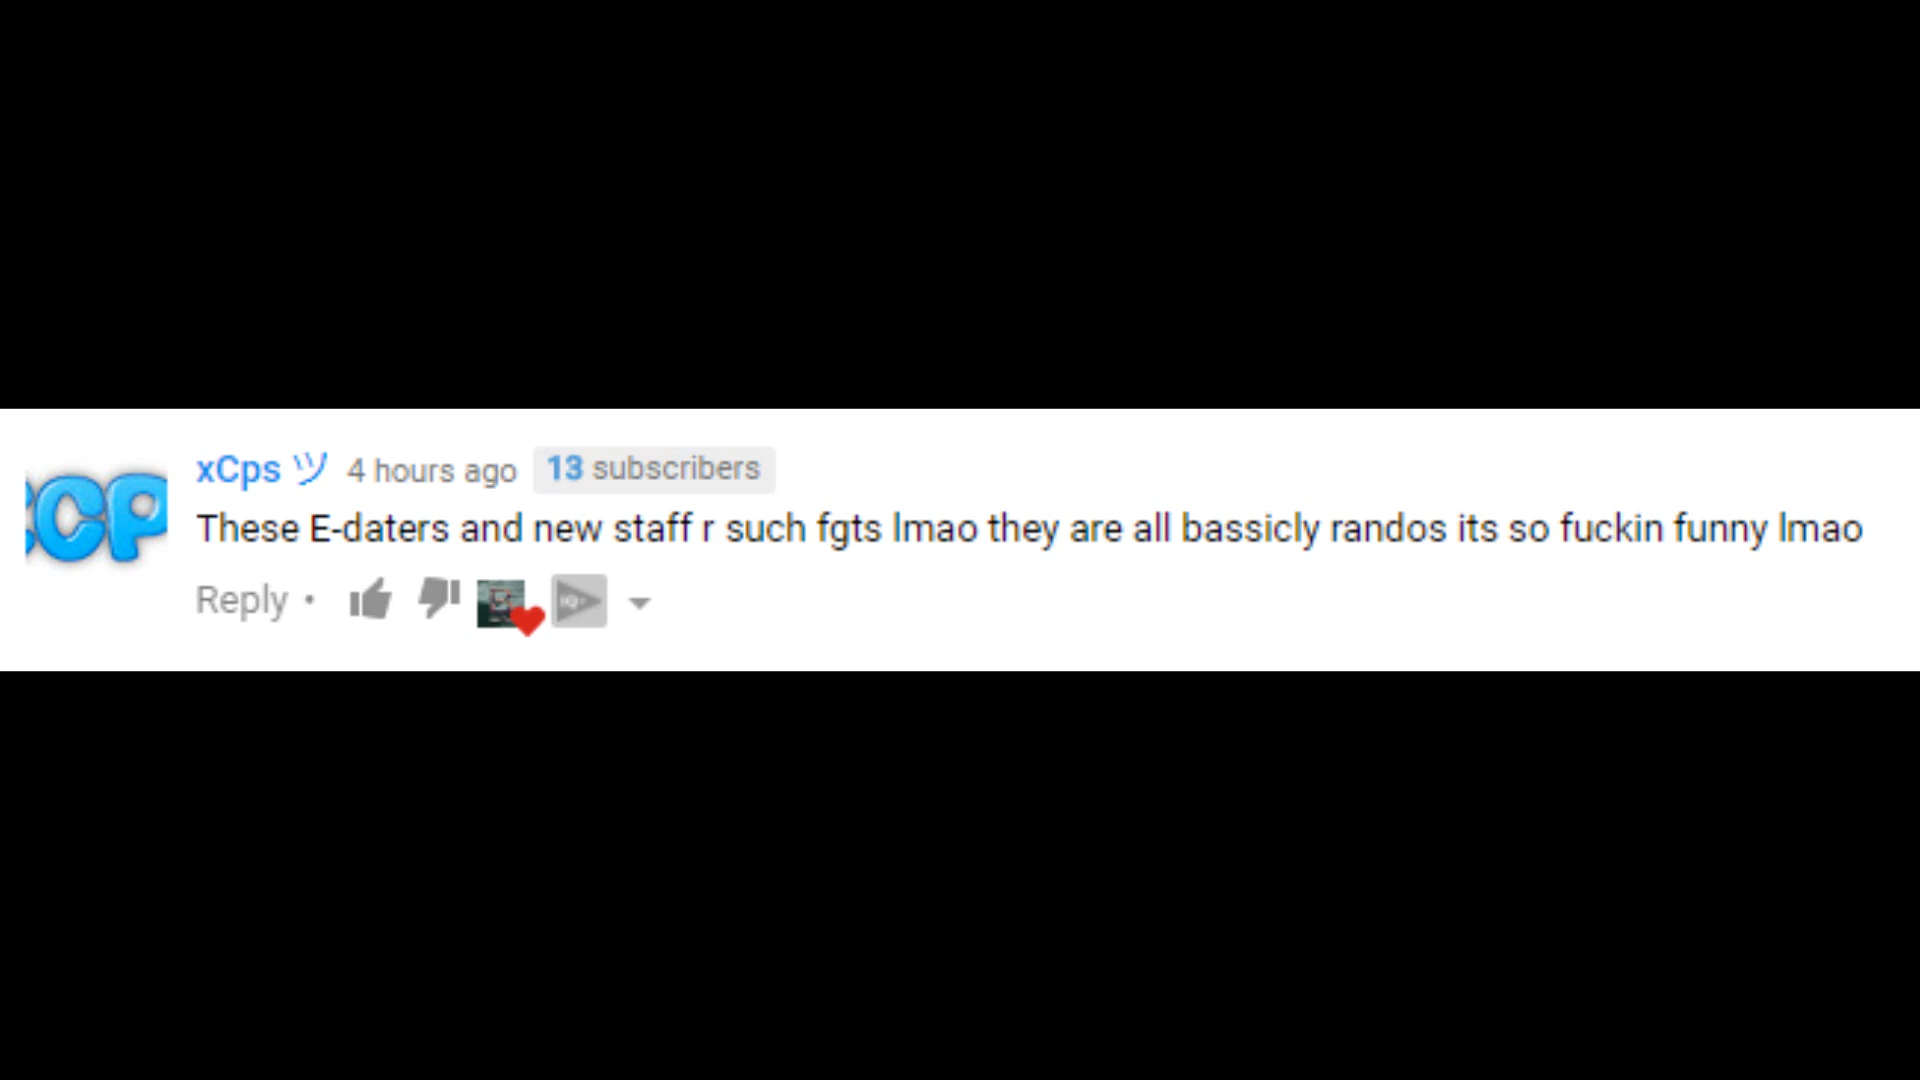 CP
xCps ツ 4 hours ago 13 subscribers
These E-daters and new staff r such fgts lmao they are all bassicly randos its so fuckin funny lmao
Reply •